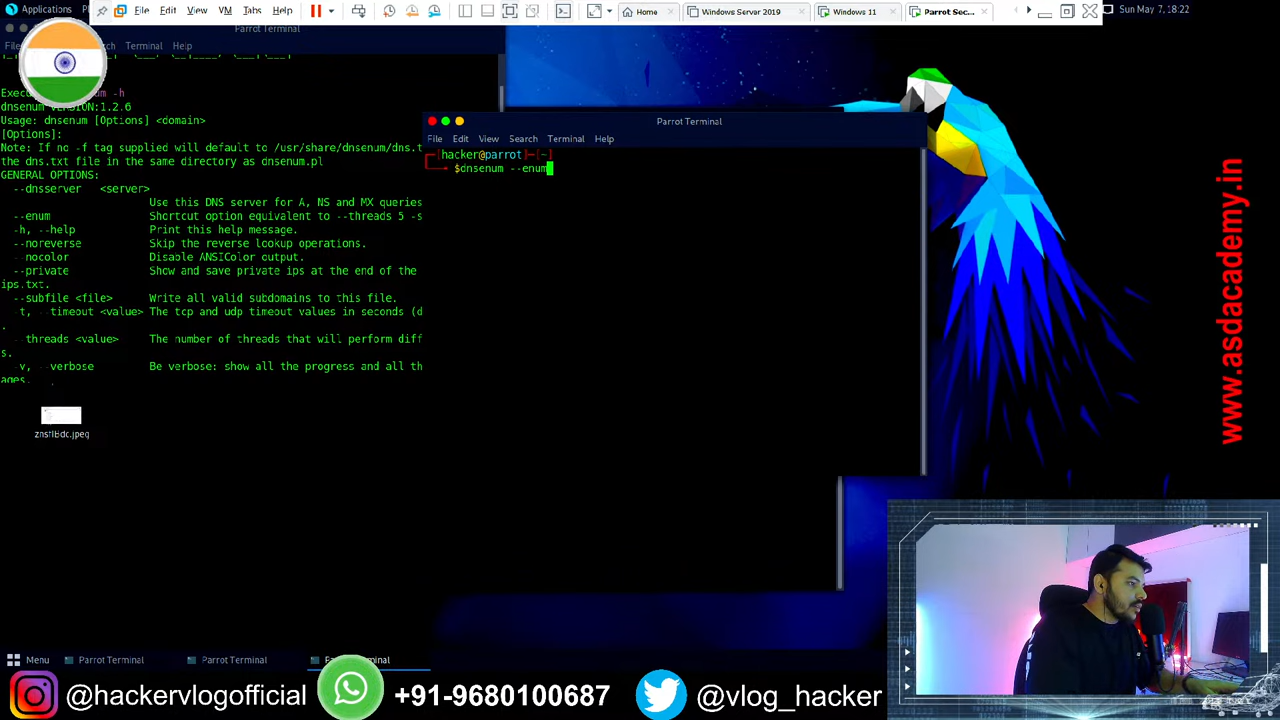 Applications
File Edit View VM Tabs Help
Home
Windows Server 2019
Windows 11
Parrot Sec...
Sun May 7, 18:22
Parrot Terminal
Terminal Help
-h
dnsenum VERSION:1.2.6
Usage: dnsenum [Options] <domain>
[Options]:
Note: If no -f tag supplied will default to /usr/share/dnsenum/dns.t
the dns.txt file in the same directory as dnsenum.pl
GENERAL OPTIONS:
--dnsserver <server>
Use this DNS server for A, NS and MX queries
--enum Shortcut option equivalent to --threads 5 -s
-h, --help Print this help message.
--noreverse Skip the reverse lookup operations.
--nocolor Disable ANSIColor output.
--private Show and save private ips at the end of the
ips.txt.
--subfile <file> Write all valid subdomains to this file.
-t, --timeout <value> The tcp and udp timeout values in seconds (d
.
--threads <value> The number of threads that will perform diff
s.
-v, --verbose Be verbose: show all the progress and all th
ages.
Parrot Terminal
File Edit View Search Terminal Help
[hacker@parrot]-[~]
$dnsenum --enum
www.asdacademy.in
Menu
Parrot Terminal
Parrot Terminal
@hackervlogofficial
+91-9680100687
@vlog_hacker